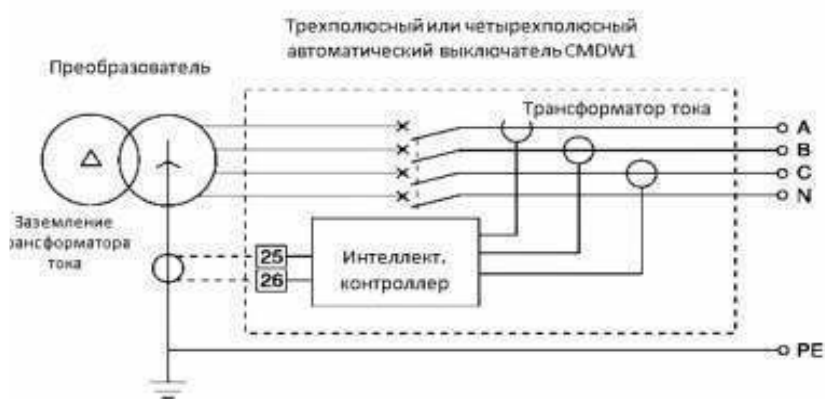 Трехполюсный или четырехполюсный
автоматический выключатель CMDW1
Преобразователь
Трансформатор тока
A
B
C
N
Заземление
рансформатора
тока
25
26
Интеллект.
контроллер
PE